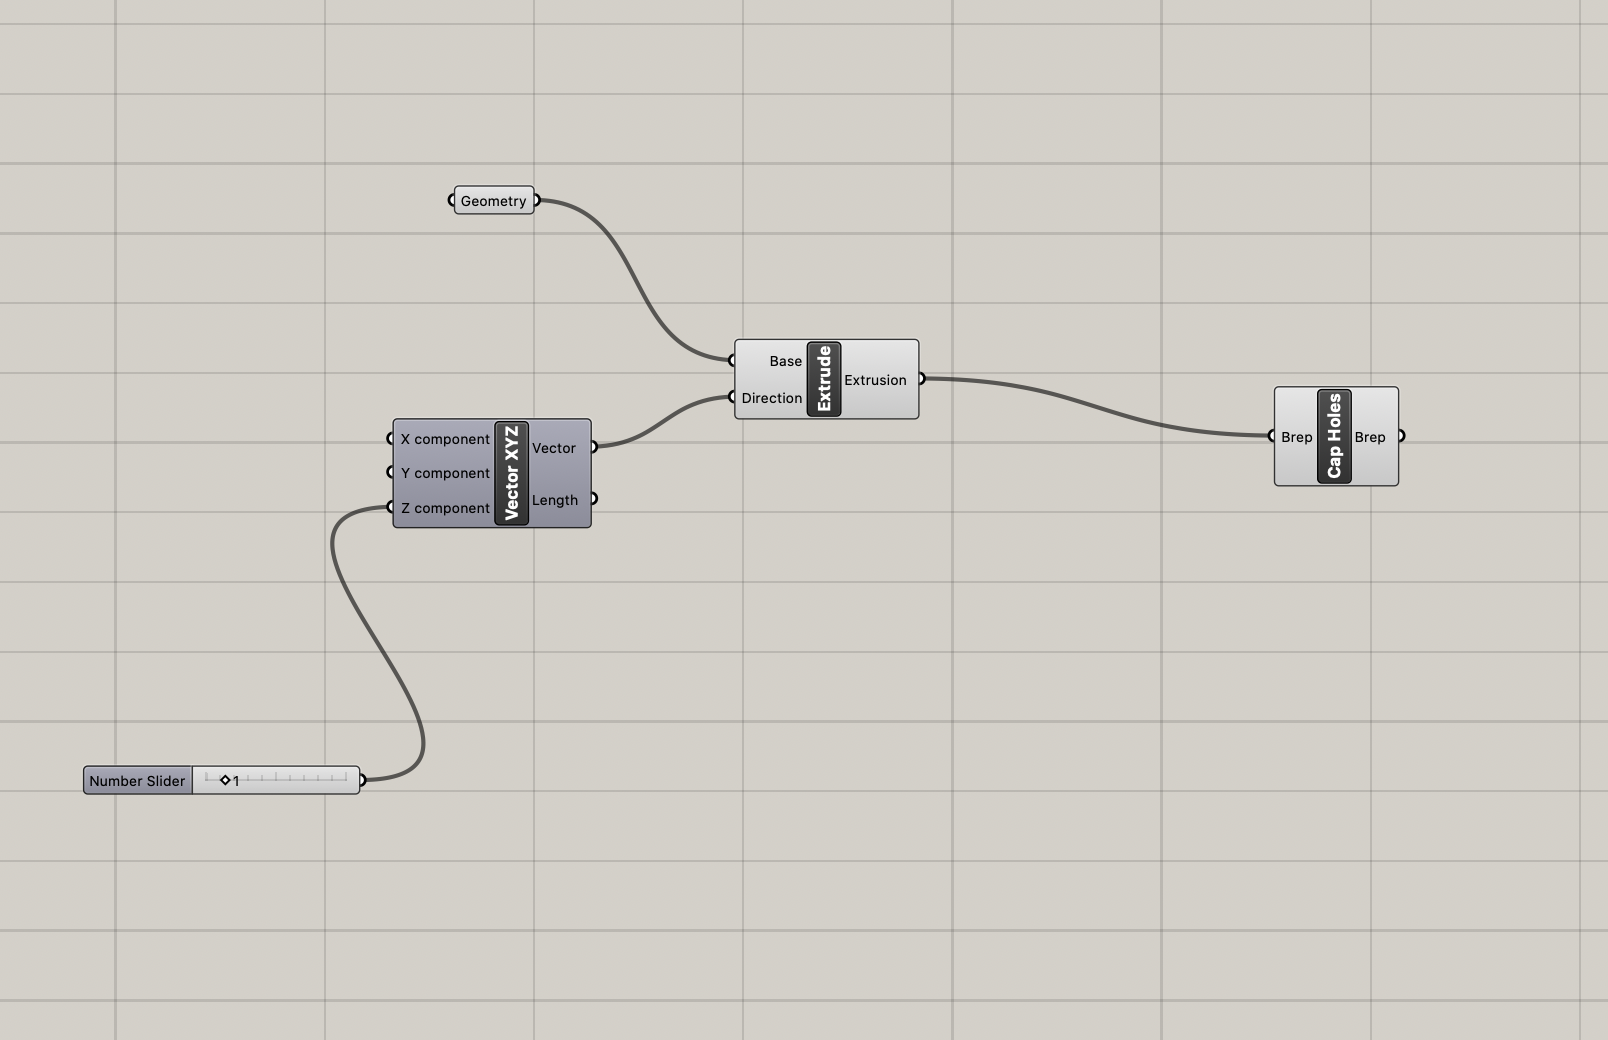 Geometry
Base
Direction
Extrude
Extrusion
X component
Y component
Z component
Vector XYZ
Vector
Length
Brep
Cap Holes
Brep
Number Slider
1